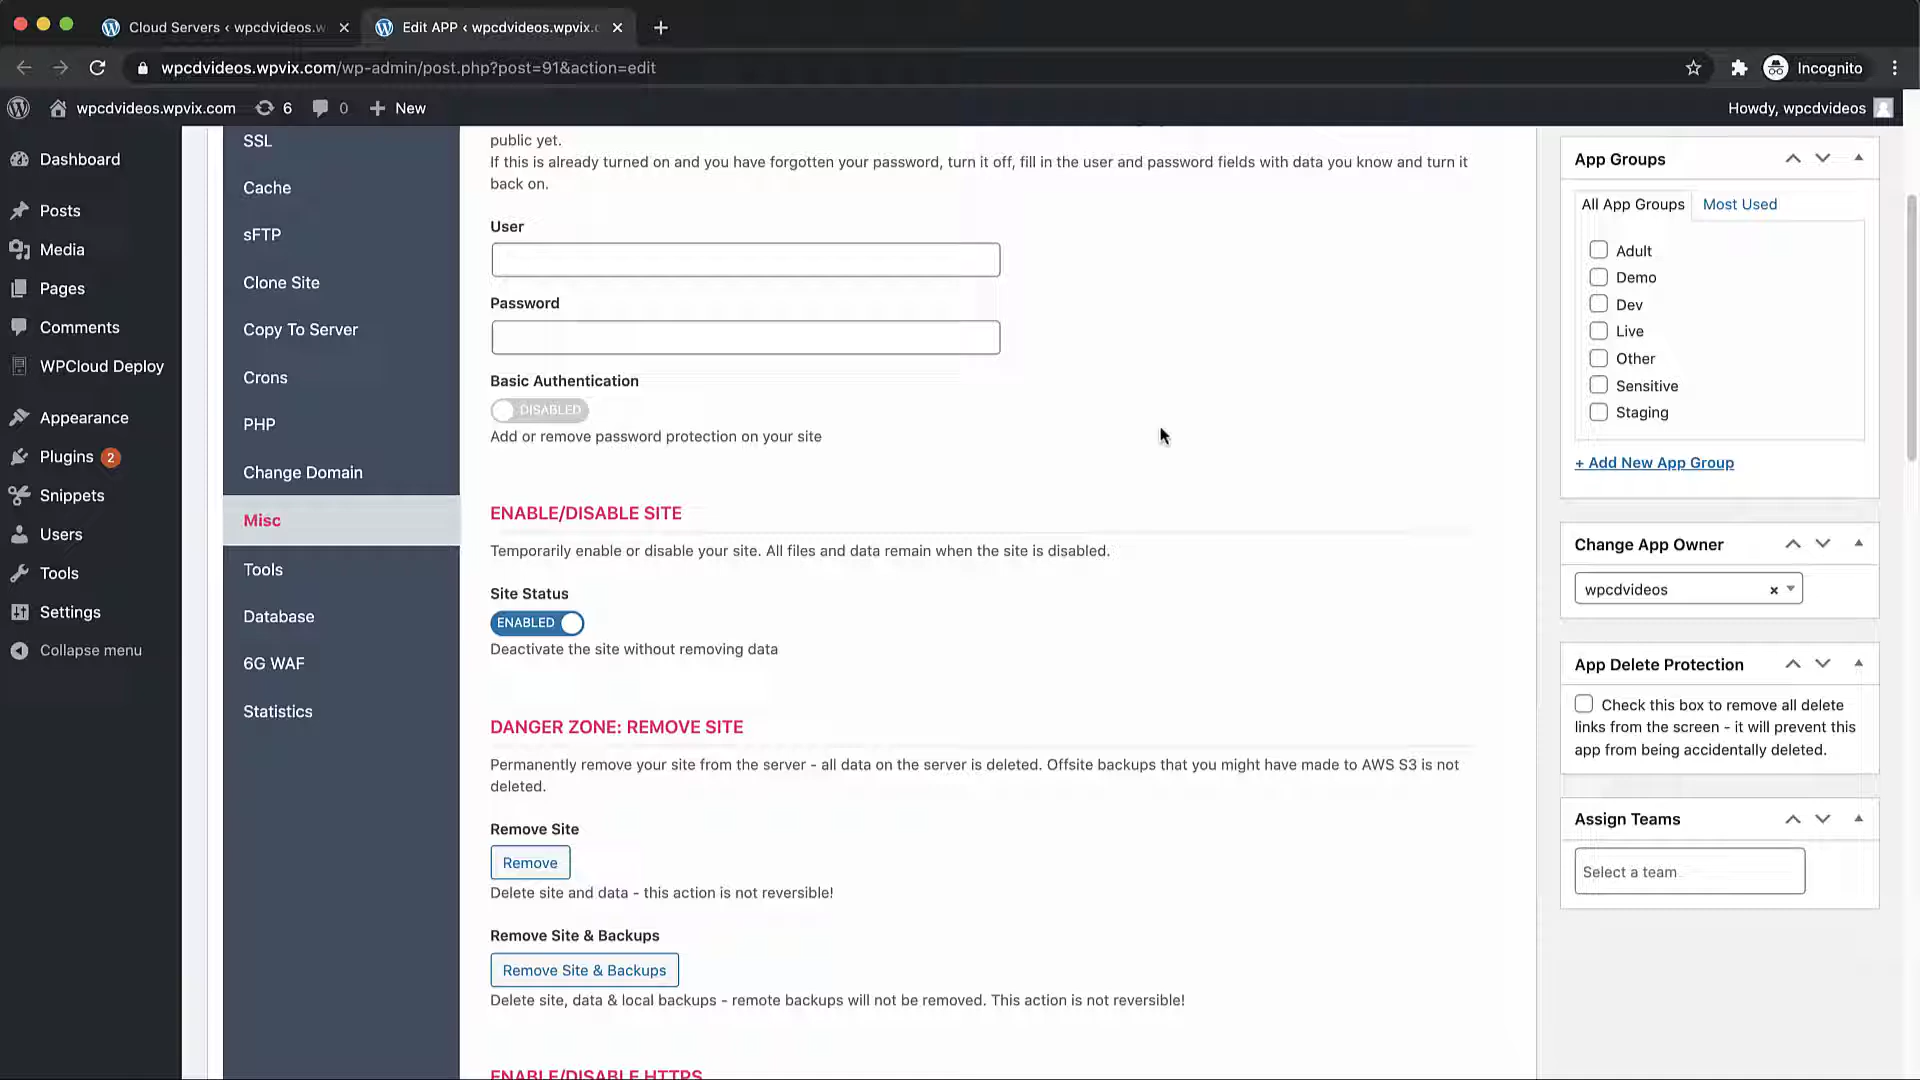 Cloud Servers ‹ wpcdvideos.w
Edit APP ‹ wpcdvideos.wpvix.c
wpcdvideos.wpvix.com/wp-admin/post.php?post=91&action=edit
Incognito
wpcdvideos.wpvix.com
6
0
New
Howdy, wpcdvideos
Dashboard
Posts
Media
Pages
Comments
WPCloud Deploy
Appearance
Plugins 2
Snippets
Users
Tools
Settings
Collapse menu
SSL
Cache
sFTP
Clone Site
Copy To Server
Crons
PHP
Change Domain
Misc
Tools
Database
6G WAF
Statistics
public yet.
If this is already turned on and you have forgotten your password, turn it off, fill in the user and password fields with data you know and turn it
back on.
User
Password
Basic Authentication
DISABLED
Add or remove password protection on your site
ENABLE/DISABLE SITE
Temporarily enable or disable your site. All files and data remain when the site is disabled.
Site Status
ENABLED
Deactivate the site without removing data
DANGER ZONE: REMOVE SITE
Permanently remove your site from the server - all data on the server is deleted. Offsite backups that you might have made to AWS S3 is not
deleted.
Remove Site
Remove
Delete site and data - this action is not reversible!
Remove Site & Backups
Remove Site & Backups
Delete site, data & local backups - remote backups will not be removed. This action is not reversible!
ENABLE/DISABLE HTTPS
App Groups
All App Groups
Most Used
Adult
Demo
Dev
Live
Other
Sensitive
Staging
+ Add New App Group
Change App Owner
wpcdvideos
App Delete Protection
Check this box to remove all delete
links from the screen - it will prevent this
app from being accidentally deleted.
Assign Teams
Select a team